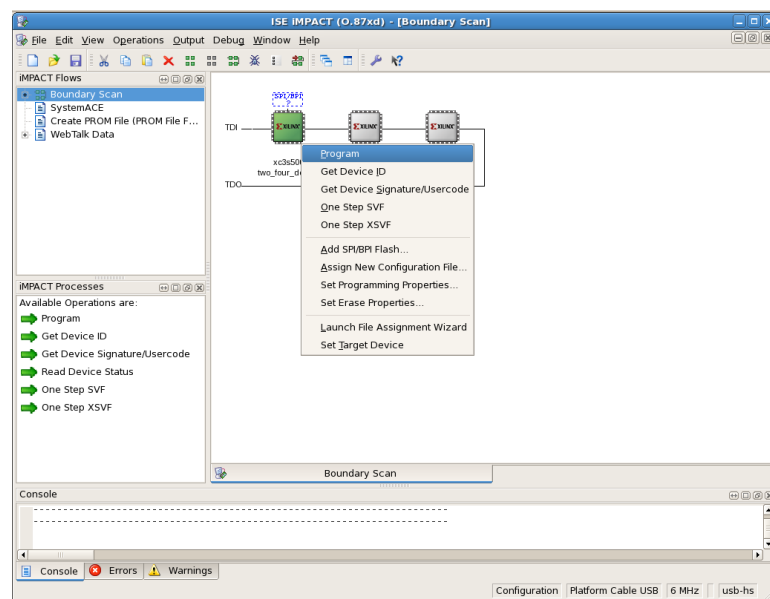 ISE iMPACT (O.87xd) - [Boundary Scan]
File Edit View Operations Output Debug Window Help
iMPACT Flows
Boundary Scan
SystemACE
Create PROM File (PROM File F...
WebTalk Data
SPI/BPI
?
TDI
XILINX
XILINX
XILINX
xc3s50
two_four_d
TDO
Program
Get Device ID
Get Device Signature/Usercode
One Step SVF
One Step XSVF
Add SPI/BPI Flash...
Assign New Configuration File...
Set Programming Properties...
Set Erase Properties...
Launch File Assignment Wizard
Set Target Device
iMPACT Processes
Available Operations are:
Program
Get Device ID
Get Device Signature/Usercode
Read Device Status
One Step SVF
One Step XSVF
Boundary Scan
Console
Console Errors Warnings
Configuration Platform Cable USB 6 MHz usb-hs